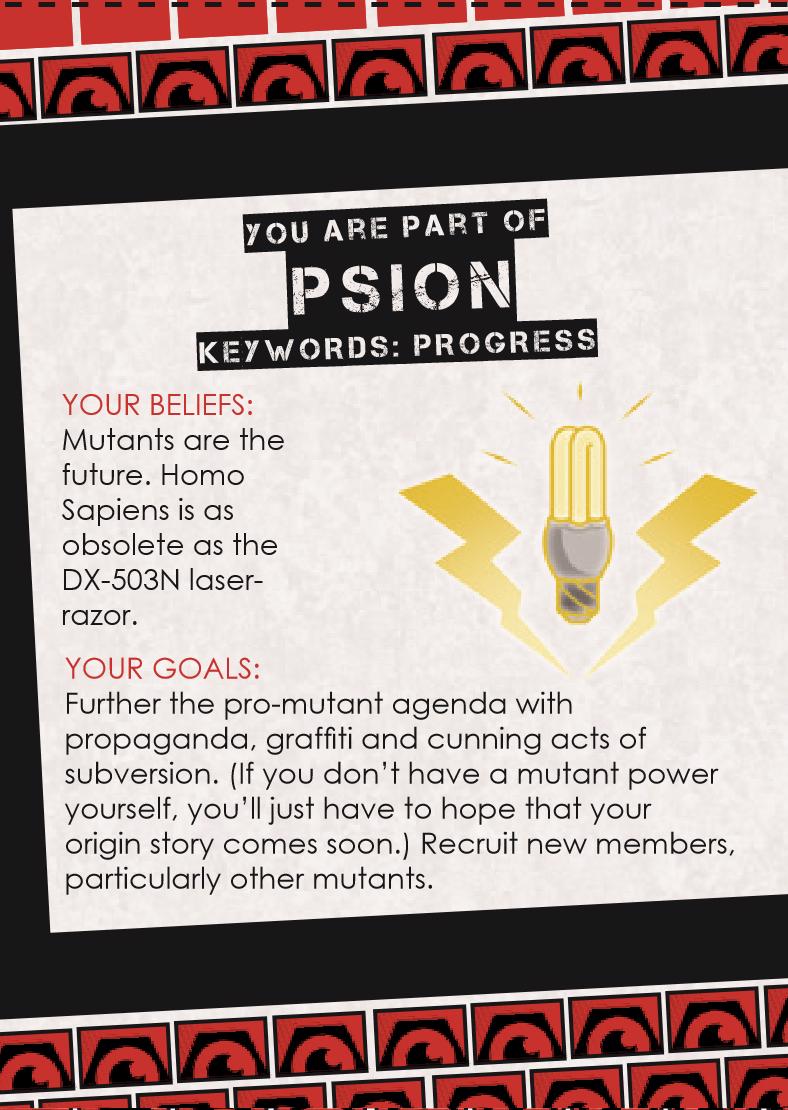 YOU ARE PART OF
PSION
KEYWORDS: PROGRESS
YOUR BELIEFS:
Mutants are the
future. Homo
Sapiens is as
obsolete as the
DX-503N laser-
razor.
YOUR GOALS:
Further the pro-mutant agenda with
propaganda, graffiti and cunning acts of
subversion. (If you don’t have a mutant power
yourself, you’ll just have to hope that your
origin story comes soon.) Recruit new members,
particularly other mutants.